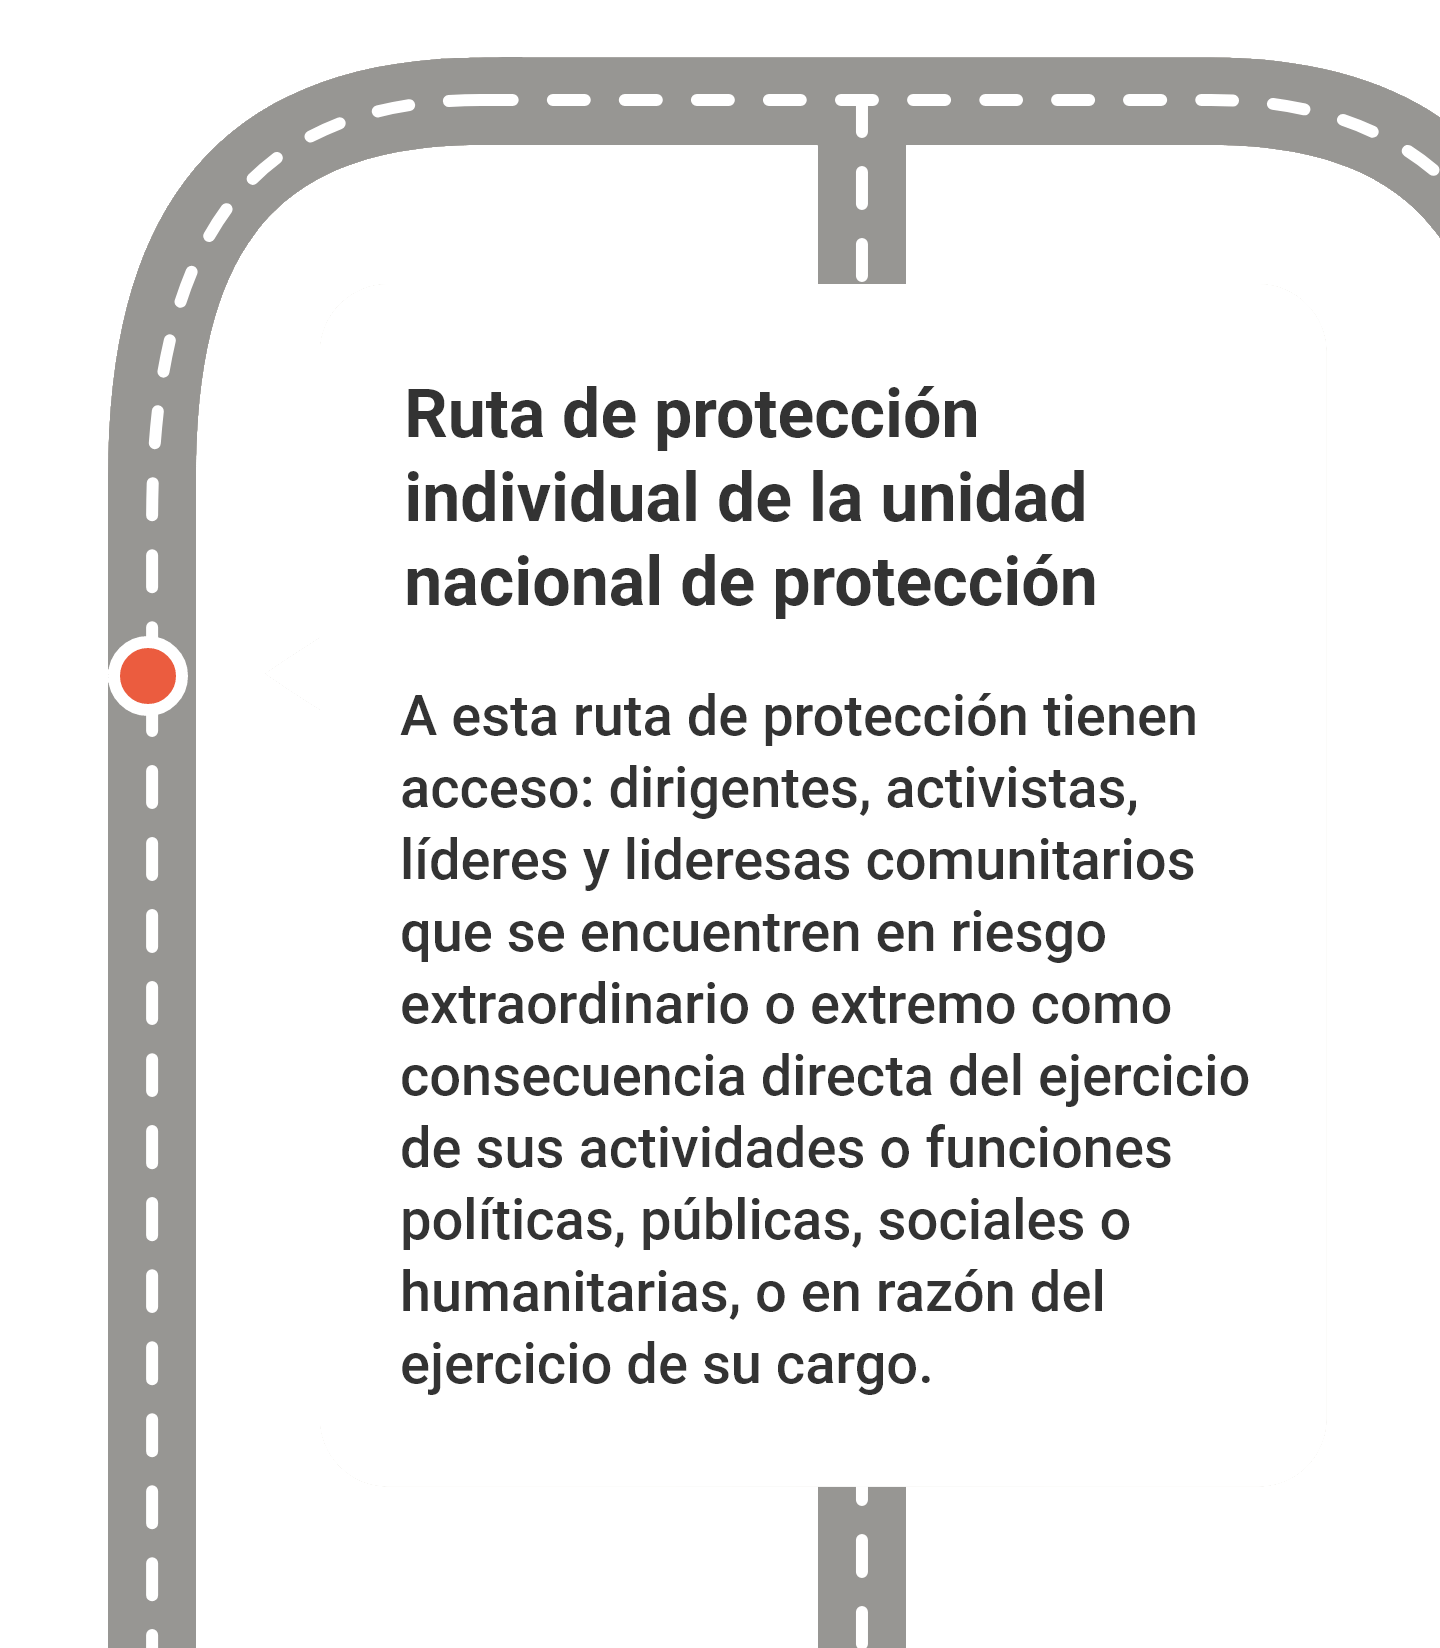 Ruta de protección
individual de la unidad
nacional de protección
A esta ruta de protección tienen
acceso: dirigentes, activistas,
líderes y lideresas comunitarios
que se encuentren en riesgo
extraordinario o extremo como
consecuencia directa del ejercicio
de sus actividades o funciones
políticas, públicas, sociales o
humanitarias, o en razón del
ejercicio de su cargo.